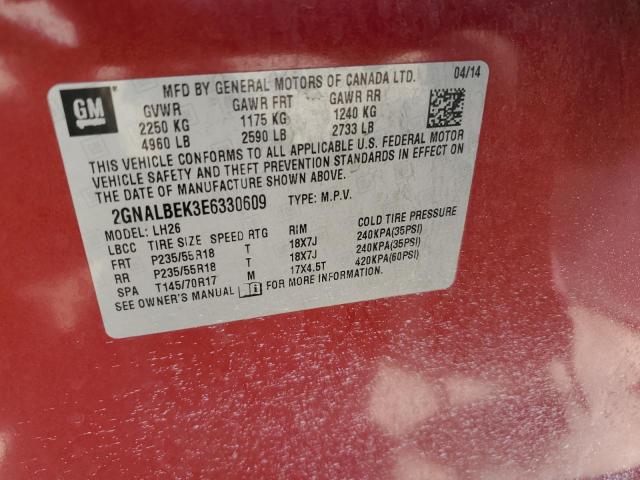 GM
MFD BY GENERAL MOTORS OF CANADA LTD. 04/14
GVWR GAWR FRT GAWR RR
2250 KG 1175 KG 1240 KG
4960 LB 2590 LB 2733 LB
THIS VEHICLE CONFORMS TO ALL APPLICABLE U.S. FEDERAL MOTOR
VEHICLE SAFETY AND THEFT PREVENTION STANDARDS IN EFFECT ON
THE DATE OF MANUFACTURE SHOWN ABOVE.
2GNALBEK3E6330609 TYPE: M.P.V.
MODEL: LH26
LBCC TIRE SIZE SPEED RTG RIM COLD TIRE PRESSURE
FRT P235/55R18 T 18X7J 240KPA(35PSI)
RR P235/55R18 T 18X7J 240KPA(35PSI)
SPA T145/70R17 M 17X4.5T 420KPA(60PSI)
SEE OWNER'S MANUAL FOR MORE INFORMATION.